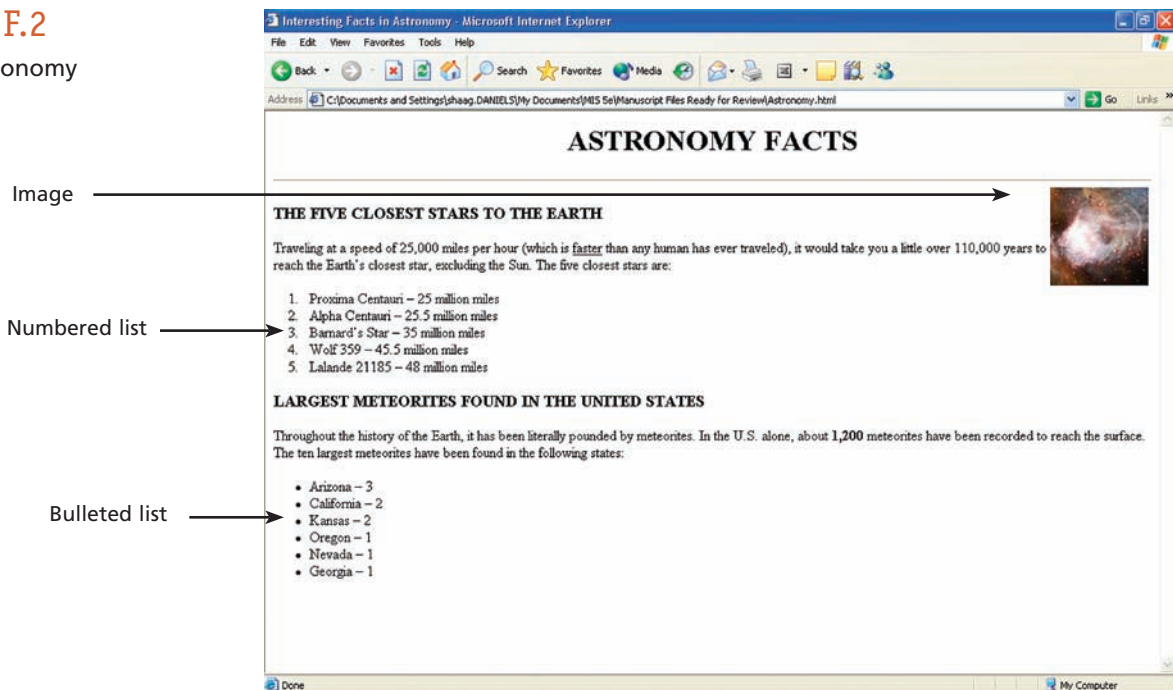 F.2
onomy
Interesting Facts in Astronomy - Microsoft Internet Explorer
File Edit View Favorites Tools Help
Back Search Favorites Media
Address C:\Documents and Settings\shaag.DANIELS\My Documents\MIS 5e\Manuscript Files Ready for Review\Astronomy.html Go Links »
ASTRONOMY FACTS
Image
THE FIVE CLOSEST STARS TO THE EARTH
Traveling at a speed of 25,000 miles per hour (which is faster than any human has ever traveled), it would take you a little over 110,000 years to
reach the Earth's closest star, excluding the Sun. The five closest stars are:
1. Proxima Centauri – 25 million miles
2. Alpha Centauri – 25.5 million miles
Numbered list
3. Barnard's Star – 35 million miles
4. Wolf 359 – 45.5 million miles
5. Lalande 21185 – 48 million miles
LARGEST METEORITES FOUND IN THE UNITED STATES
Throughout the history of the Earth, it has been literally pounded by meteorites. In the U.S. alone, about 1,200 meteorites have been recorded to reach the surface.
The ten largest meteorites have been found in the following states:
• Arizona – 3
• California – 2
Bulleted list
• Kansas – 2
• Oregon – 1
• Nevada – 1
• Georgia – 1
Done My Computer